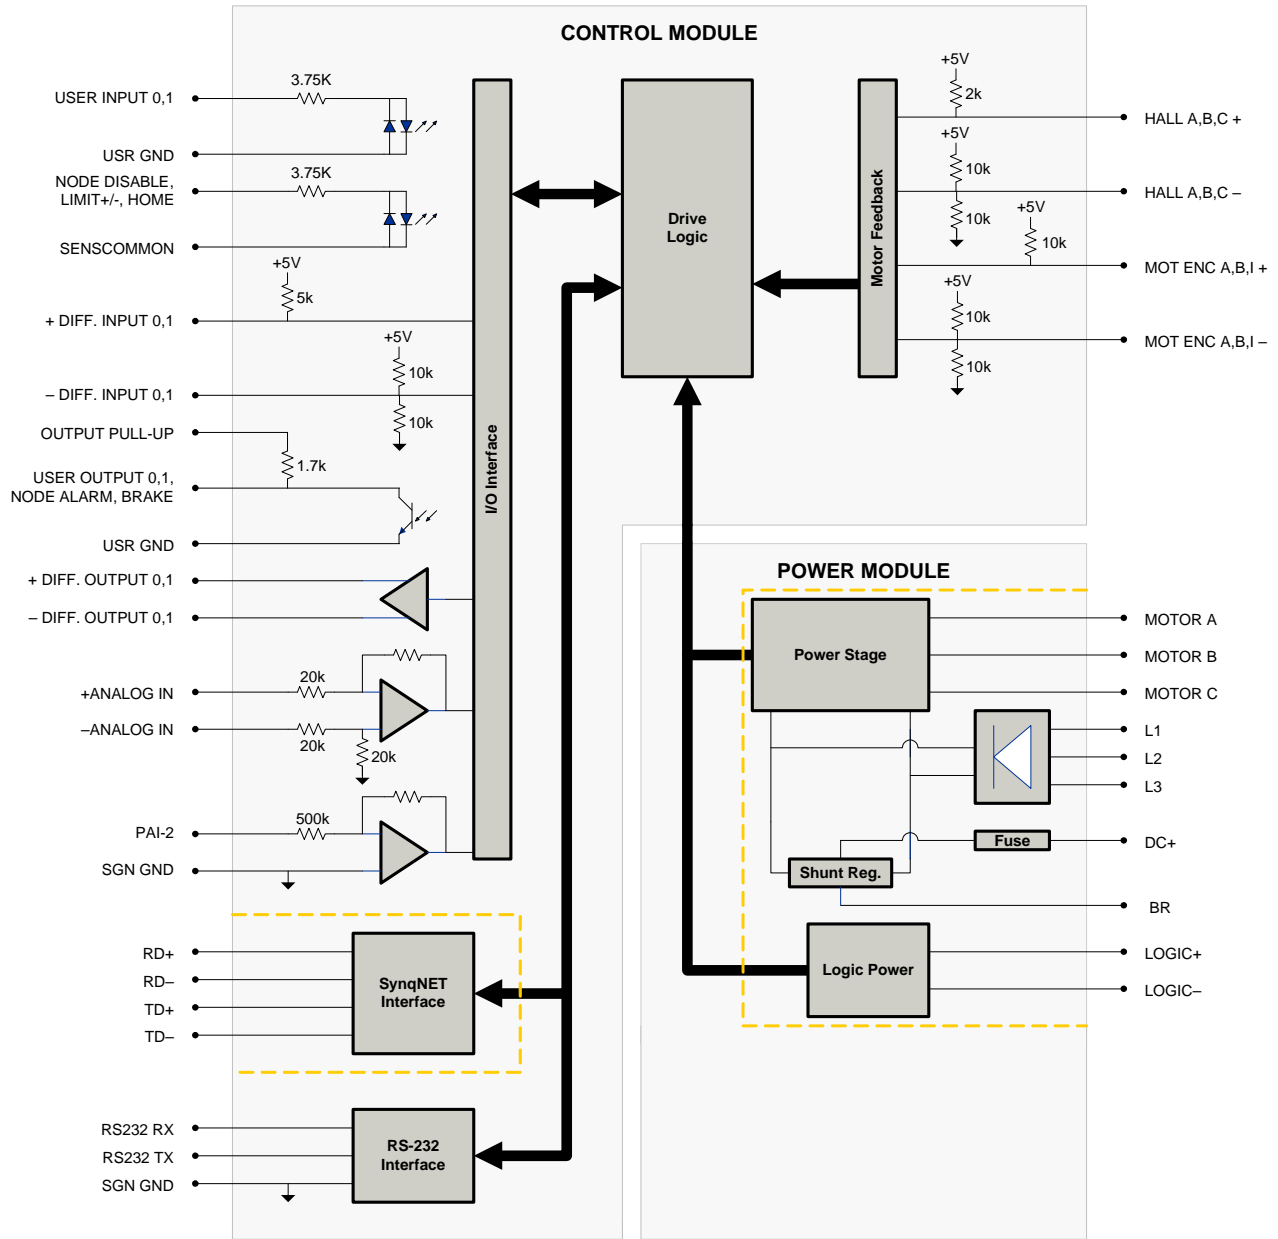 CONTROL MODULE
USER INPUT 0,1
3.75K
USR GND
NODE DISABLE,
LIMIT+/-, HOME
3.75K
SENSCOMMON
+5V
5k
+ DIFF. INPUT 0,1
+5V
10k
– DIFF. INPUT 0,1
10k
OUTPUT PULL-UP
1.7k
USER OUTPUT 0,1,
NODE ALARM, BRAKE
USR GND
+ DIFF. OUTPUT 0,1
– DIFF. OUTPUT 0,1
+ANALOG IN
20k
–ANALOG IN
20k
20k
PAI-2
500k
SGN GND
I/O Interface
RD+
RD–
TD+
TD–
SynqNET
Interface
RS232 RX
RS232 TX
SGN GND
RS-232
Interface
Drive
Logic
Motor Feedback
+5V
2k
HALL A,B,C +
+5V
10k
HALL A,B,C –
10k
+5V
10k
MOT ENC A,B,I +
+5V
10k
MOT ENC A,B,I –
10k
POWER MODULE
Power Stage
MOTOR A
MOTOR B
MOTOR C
L1
L2
L3
Fuse
DC+
Shunt Reg.
BR
Logic Power
LOGIC+
LOGIC–